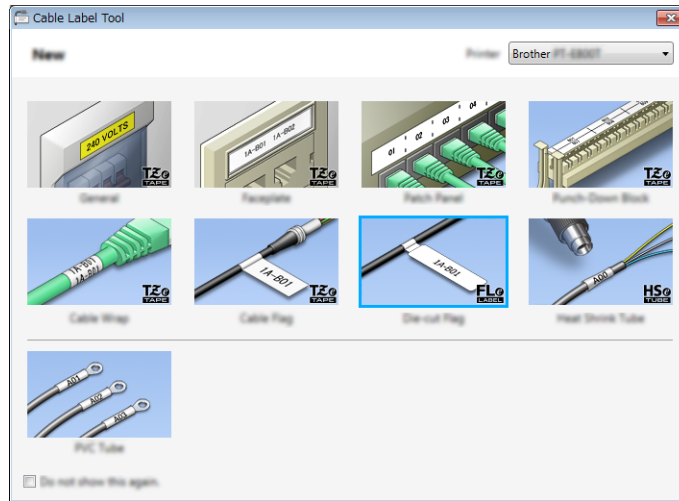 Cable Label Tool
New
Printer Brother PT-E800T
240 VOLTS
TZe
TAPE
1A-B01 1A-B02
TZe
TAPE
01 02 03 04
TZe
TAPE
TZe
TAPE
General Faceplate Patch Panel Punch-Down Block
1A-B01
1A-B01
TZe
TAPE
1A-B01
TZe
TAPE
1A-B01
FLe
LABEL
A00
HSe
TUBE
Cable Wrap Cable Flag Die-cut Flag Heat Shrink Tube
A01
A02
A03
PVC Tube
Do not show this again.